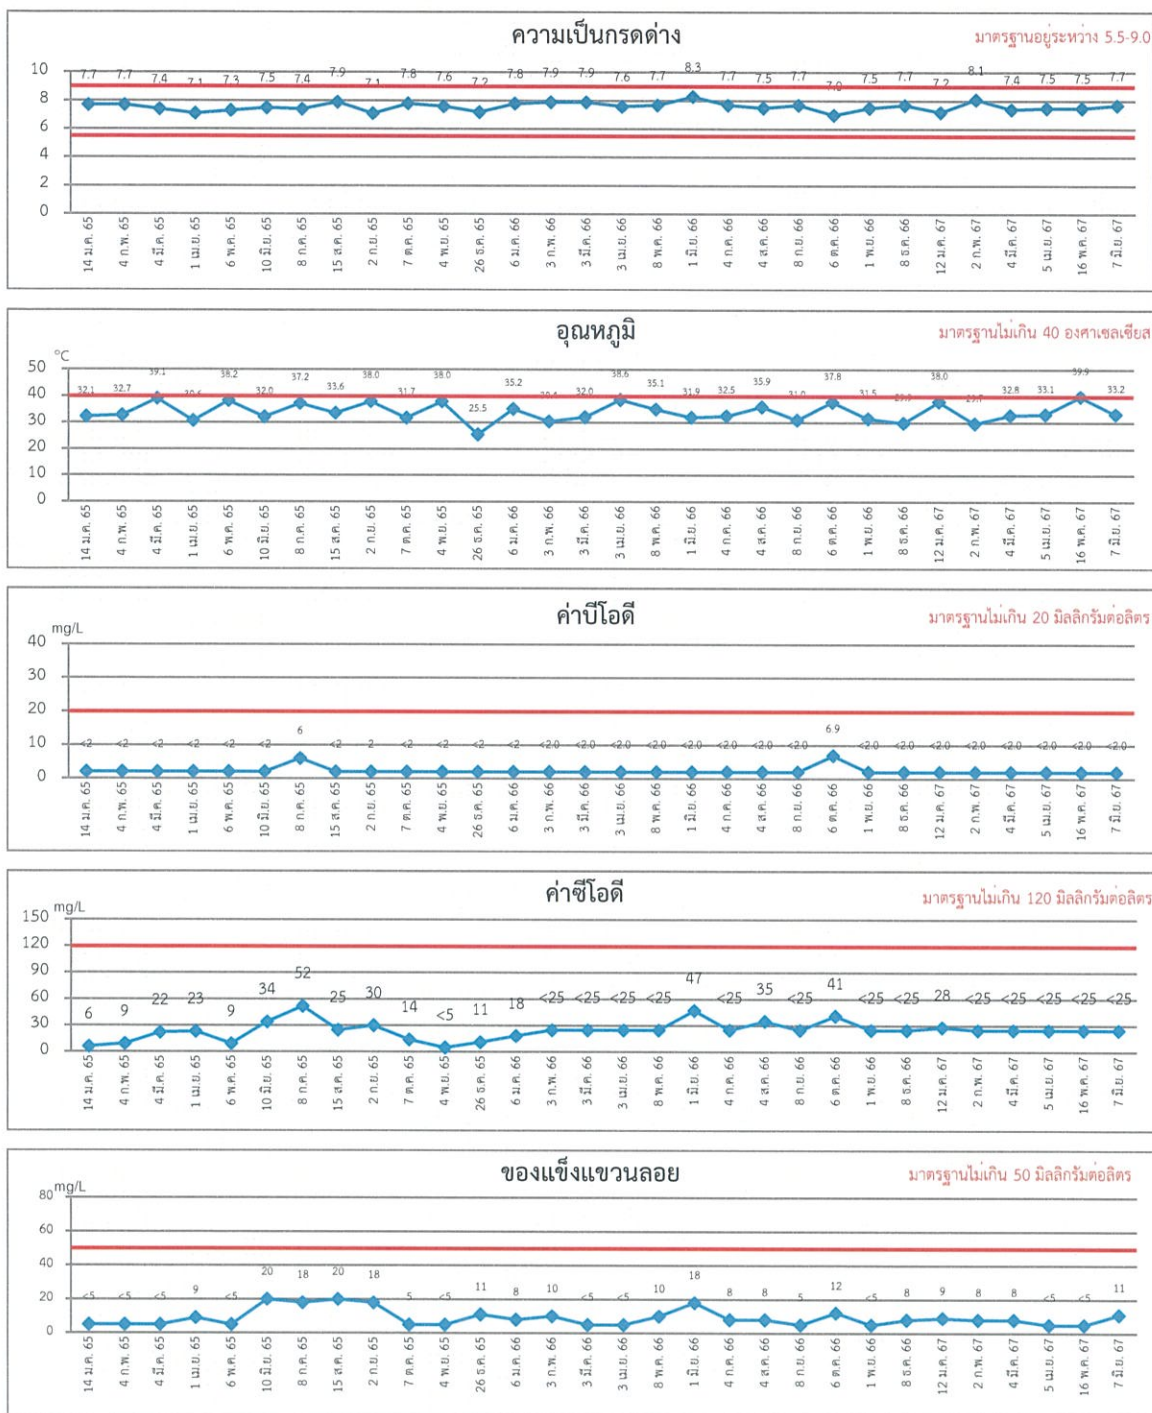 ความเป็นกรดด่าง
มาตรฐานอยู่ระหว่าง 5.5-9.0
7.7 7.7 7.4 7.1 7.3 7.5 7.4 7.9 7.1 7.8 7.6 7.2 7.8 7.9 7.9 7.6 7.7 8.3 7.7 7.5 7.7 7.0 7.5 7.7 7.2 8.1 7.4 7.5 7.5 7.7
10
8
6
4
2
0
14 ม.ค. 65 4 ก.พ. 65 4 มี.ค. 65 1 เม.ย. 65 6 พ.ค. 65 10 มิ.ย. 65 8 ก.ค. 65 15 ส.ค. 65 2 ก.ย. 65 7 ต.ค. 65 4 พ.ย. 65 26 ธ.ค. 65 6 ม.ค. 66 3 ก.พ. 66 3 มี.ค. 66 3 เม.ย. 66 8 พ.ค. 66 1 มิ.ย. 66 4 ก.ค. 66 4 ส.ค. 66 8 ก.ย. 66 6 ต.ค. 66 1 พ.ย. 66 8 ธ.ค. 66 12 ม.ค. 67 2 ก.พ. 67 4 มี.ค. 67 5 เม.ย. 67 16 พ.ค. 67 7 มิ.ย. 67
อุณหภูมิ
มาตรฐานไม่เกิน 40 องศาเซลเซียส
°C
32.1 32.7 39.1 38.2 32.0 37.2 33.6 38.0 31.7 38.0 25.5 35.2 32.0 38.6 35.1 31.9 32.5 35.9 37.8 31.5 38.0 32.8 33.1 39.9 33.2
50
40
30
20
10
0
14 ม.ค. 65 4 ก.พ. 65 4 มี.ค. 65 1 เม.ย. 65 6 พ.ค. 65 10 มิ.ย. 65 8 ก.ค. 65 15 ส.ค. 65 2 ก.ย. 65 7 ต.ค. 65 4 พ.ย. 65 26 ธ.ค. 65 6 ม.ค. 66 3 ก.พ. 66 3 มี.ค. 66 3 เม.ย. 66 8 พ.ค. 66 1 มิ.ย. 66 4 ก.ค. 66 4 ส.ค. 66 8 ก.ย. 66 6 ต.ค. 66 1 พ.ย. 66 8 ธ.ค. 66 12 ม.ค. 67 2 ก.พ. 67 4 มี.ค. 67 5 เม.ย. 67 16 พ.ค. 67 7 มิ.ย. 67
ค่าบีโอดี
มาตรฐานไม่เกิน 20 มิลลิกรัมต่อลิตร
mg/L
40
30
20
10
0
<2 <2 <2 <2 <2 <2 6 <2 2 <2 <2 <2 <2 <2.0 <2.0 <2.0 <2.0 <2.0 <2.0 <2.0 <2.0 6.9 <2.0 <2.0 <2.0 <2.0 <2.0 <2.0 <2.0 <2.0
14 ม.ค. 65 4 ก.พ. 65 4 มี.ค. 65 1 เม.ย. 65 6 พ.ค. 65 10 มิ.ย. 65 8 ก.ค. 65 15 ส.ค. 65 2 ก.ย. 65 7 ต.ค. 65 4 พ.ย. 65 26 ธ.ค. 65 6 ม.ค. 66 3 ก.พ. 66 3 มี.ค. 66 3 เม.ย. 66 8 พ.ค. 66 1 มิ.ย. 66 4 ก.ค. 66 4 ส.ค. 66 8 ก.ย. 66 6 ต.ค. 66 1 พ.ย. 66 8 ธ.ค. 66 12 ม.ค. 67 2 ก.พ. 67 4 มี.ค. 67 5 เม.ย. 67 16 พ.ค. 67 7 มิ.ย. 67
ค่าซีโอดี
มาตรฐานไม่เกิน 120 มิลลิกรัมต่อลิตร
mg/L
150
120
90
60
30
0
6 9 22 23 9 34 52 25 30 14 <5 11 18 <25 <25 <25 <25 47 <25 35 <25 41 <25 <25 28 <25 <25 <25 <25 <25
14 ม.ค. 65 4 ก.พ. 65 4 มี.ค. 65 1 เม.ย. 65 6 พ.ค. 65 10 มิ.ย. 65 8 ก.ค. 65 15 ส.ค. 65 2 ก.ย. 65 7 ต.ค. 65 4 พ.ย. 65 26 ธ.ค. 65 6 ม.ค. 66 3 ก.พ. 66 3 มี.ค. 66 3 เม.ย. 66 8 พ.ค. 66 1 มิ.ย. 66 4 ก.ค. 66 4 ส.ค. 66 8 ก.ย. 66 6 ต.ค. 66 1 พ.ย. 66 8 ธ.ค. 66 12 ม.ค. 67 2 ก.พ. 67 4 มี.ค. 67 5 เม.ย. 67 16 พ.ค. 67 7 มิ.ย. 67
ของแข็งแขวนลอย
มาตรฐานไม่เกิน 50 มิลลิกรัมต่อลิตร
mg/L
80
60
40
20
0
<5 <5 <5 9 <5 20 18 20 18 5 <5 11 8 10 <5 <5 10 18 8 8 5 12 <5 8 9 8 8 <5 <5 11
14 ม.ค. 65 4 ก.พ. 65 4 มี.ค. 65 1 เม.ย. 65 6 พ.ค. 65 10 มิ.ย. 65 8 ก.ค. 65 15 ส.ค. 65 2 ก.ย. 65 7 ต.ค. 65 4 พ.ย. 65 26 ธ.ค. 65 6 ม.ค. 66 3 ก.พ. 66 3 มี.ค. 66 3 เม.ย. 66 8 พ.ค. 66 1 มิ.ย. 66 4 ก.ค. 66 4 ส.ค. 66 8 ก.ย. 66 6 ต.ค. 66 1 พ.ย. 66 8 ธ.ค. 66 12 ม.ค. 67 2 ก.พ. 67 4 มี.ค. 67 5 เม.ย. 67 16 พ.ค. 67 7 มิ.ย. 67